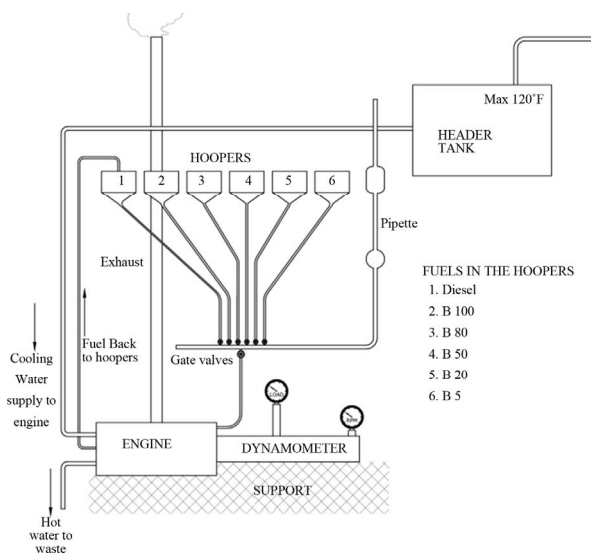 Max 120°F
HEADER
TANK
HOOPERS
1
2
3
4
5
6
Pipette
Exhaust
FUELS IN THE HOOPERS
1. Diesel
2. B 100
3. B 80
4. B 50
5. B 20
6. B 5
Cooling
Water
supply to
engine
Fuel Back
to hoopers
Gate valves
LOAD
RPM
ENGINE
DYNAMOMETER
SUPPORT
Hot
water to
waste